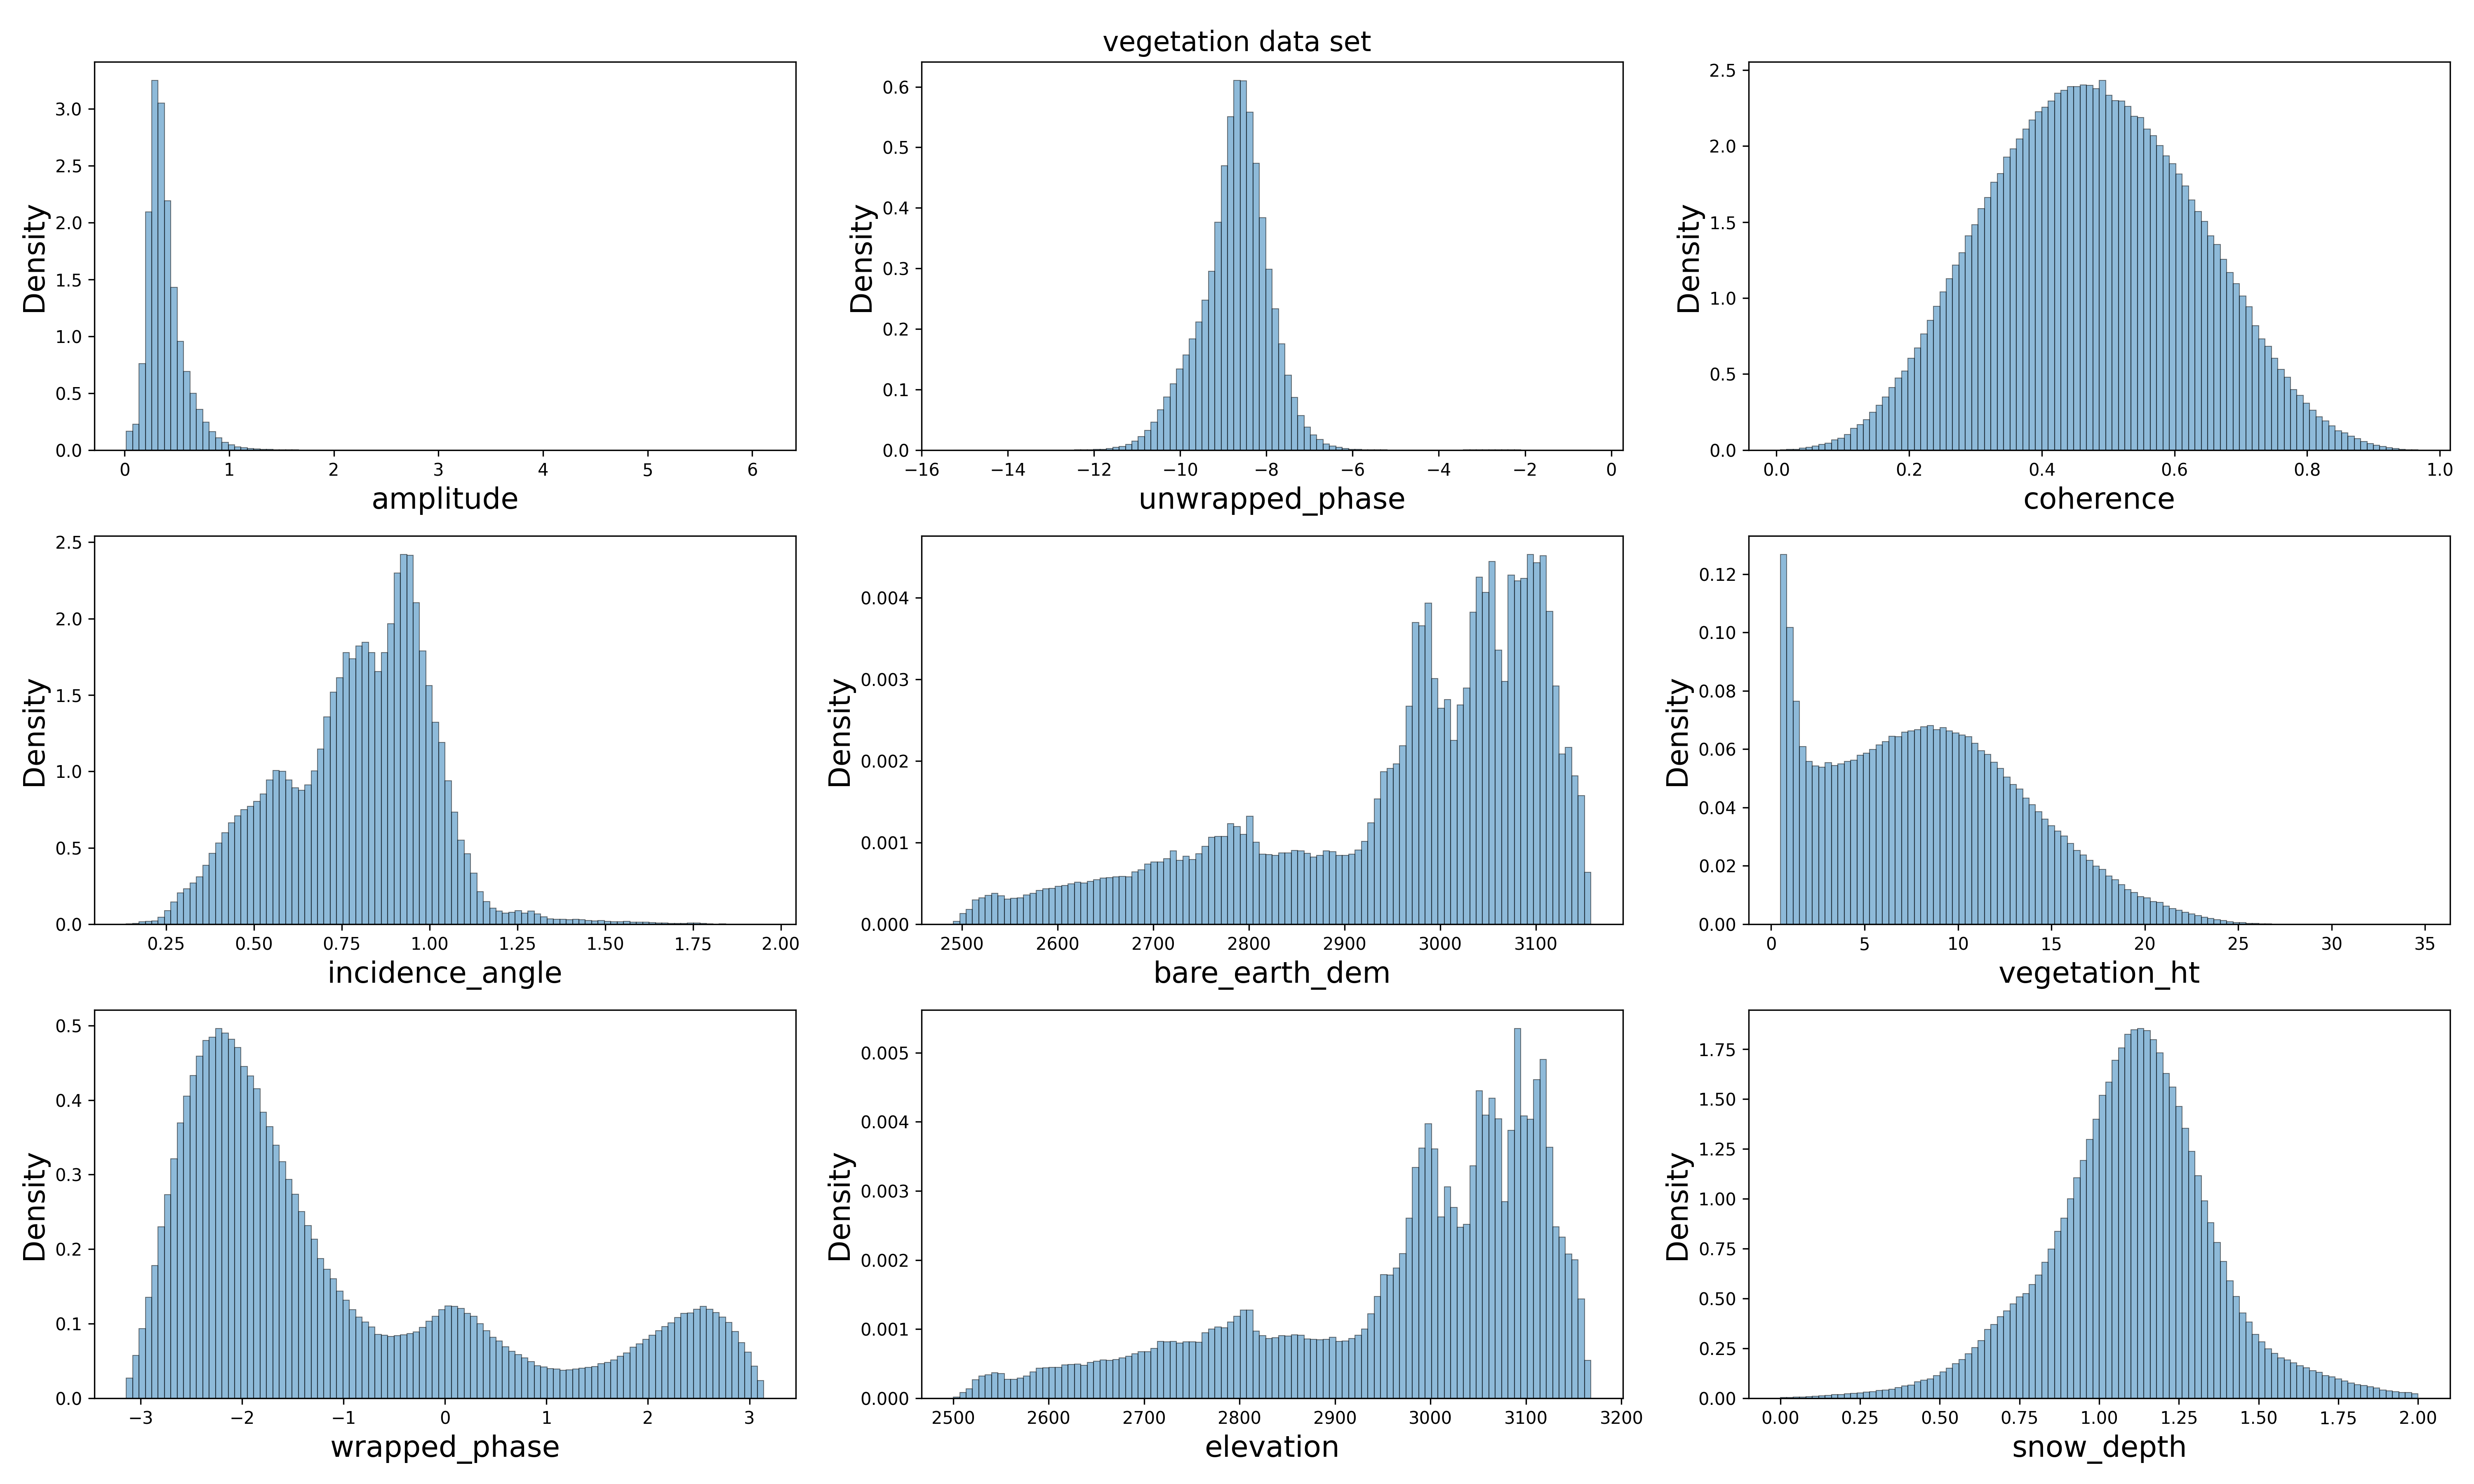 vegetation data set
Density
3.0
2.5
2.0
1.5
1.0
0.5
0.0
0 1 2 3 4 5 6
amplitude
Density
0.6
0.5
0.4
0.3
0.2
0.1
0.0
−16 −14 −12 −10 −8 −6 −4 −2 0
unwrapped_phase
Density
2.5
2.0
1.5
1.0
0.5
0.0
0.0 0.2 0.4 0.6 0.8 1.0
coherence
Density
2.5
2.0
1.5
1.0
0.5
0.0
0.25 0.50 0.75 1.00 1.25 1.50 1.75 2.00
incidence_angle
Density
0.004
0.003
0.002
0.001
0.000
2500 2600 2700 2800 2900 3000 3100
bare_earth_dem
Density
0.12
0.10
0.08
0.06
0.04
0.02
0.00
0 5 10 15 20 25 30 35
vegetation_ht
Density
0.5
0.4
0.3
0.2
0.1
0.0
−3 −2 −1 0 1 2 3
wrapped_phase
Density
0.005
0.004
0.003
0.002
0.001
0.000
2500 2600 2700 2800 2900 3000 3100 3200
elevation
Density
1.75
1.50
1.25
1.00
0.75
0.50
0.25
0.00
0.00 0.25 0.50 0.75 1.00 1.25 1.50 1.75 2.00
snow_depth